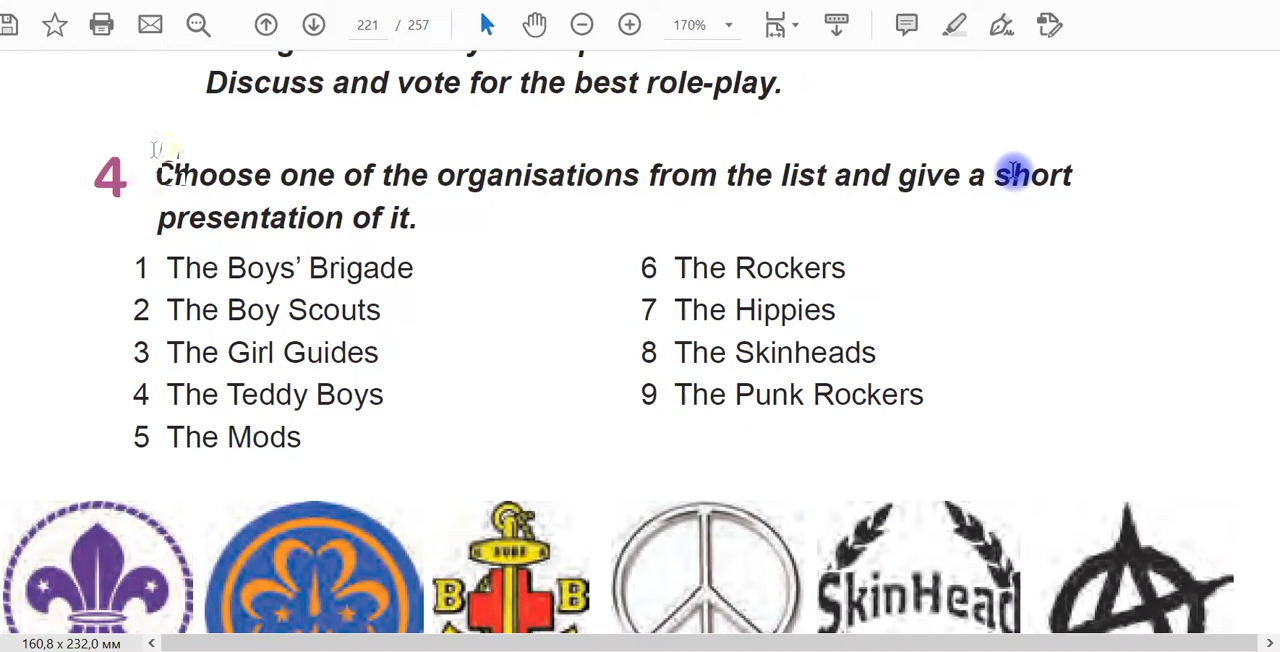 221 / 257
170%
Discuss and vote for the best role-play.
4 Choose one of the organisations from the list and give a short
presentation of it.
1 The Boys' Brigade
2 The Boy Scouts
3 The Girl Guides
4 The Teddy Boys
5 The Mods
6 The Rockers
7 The Hippies
8 The Skinheads
9 The Punk Rockers
B B
SkinHead
160,8 x 232,0 мм